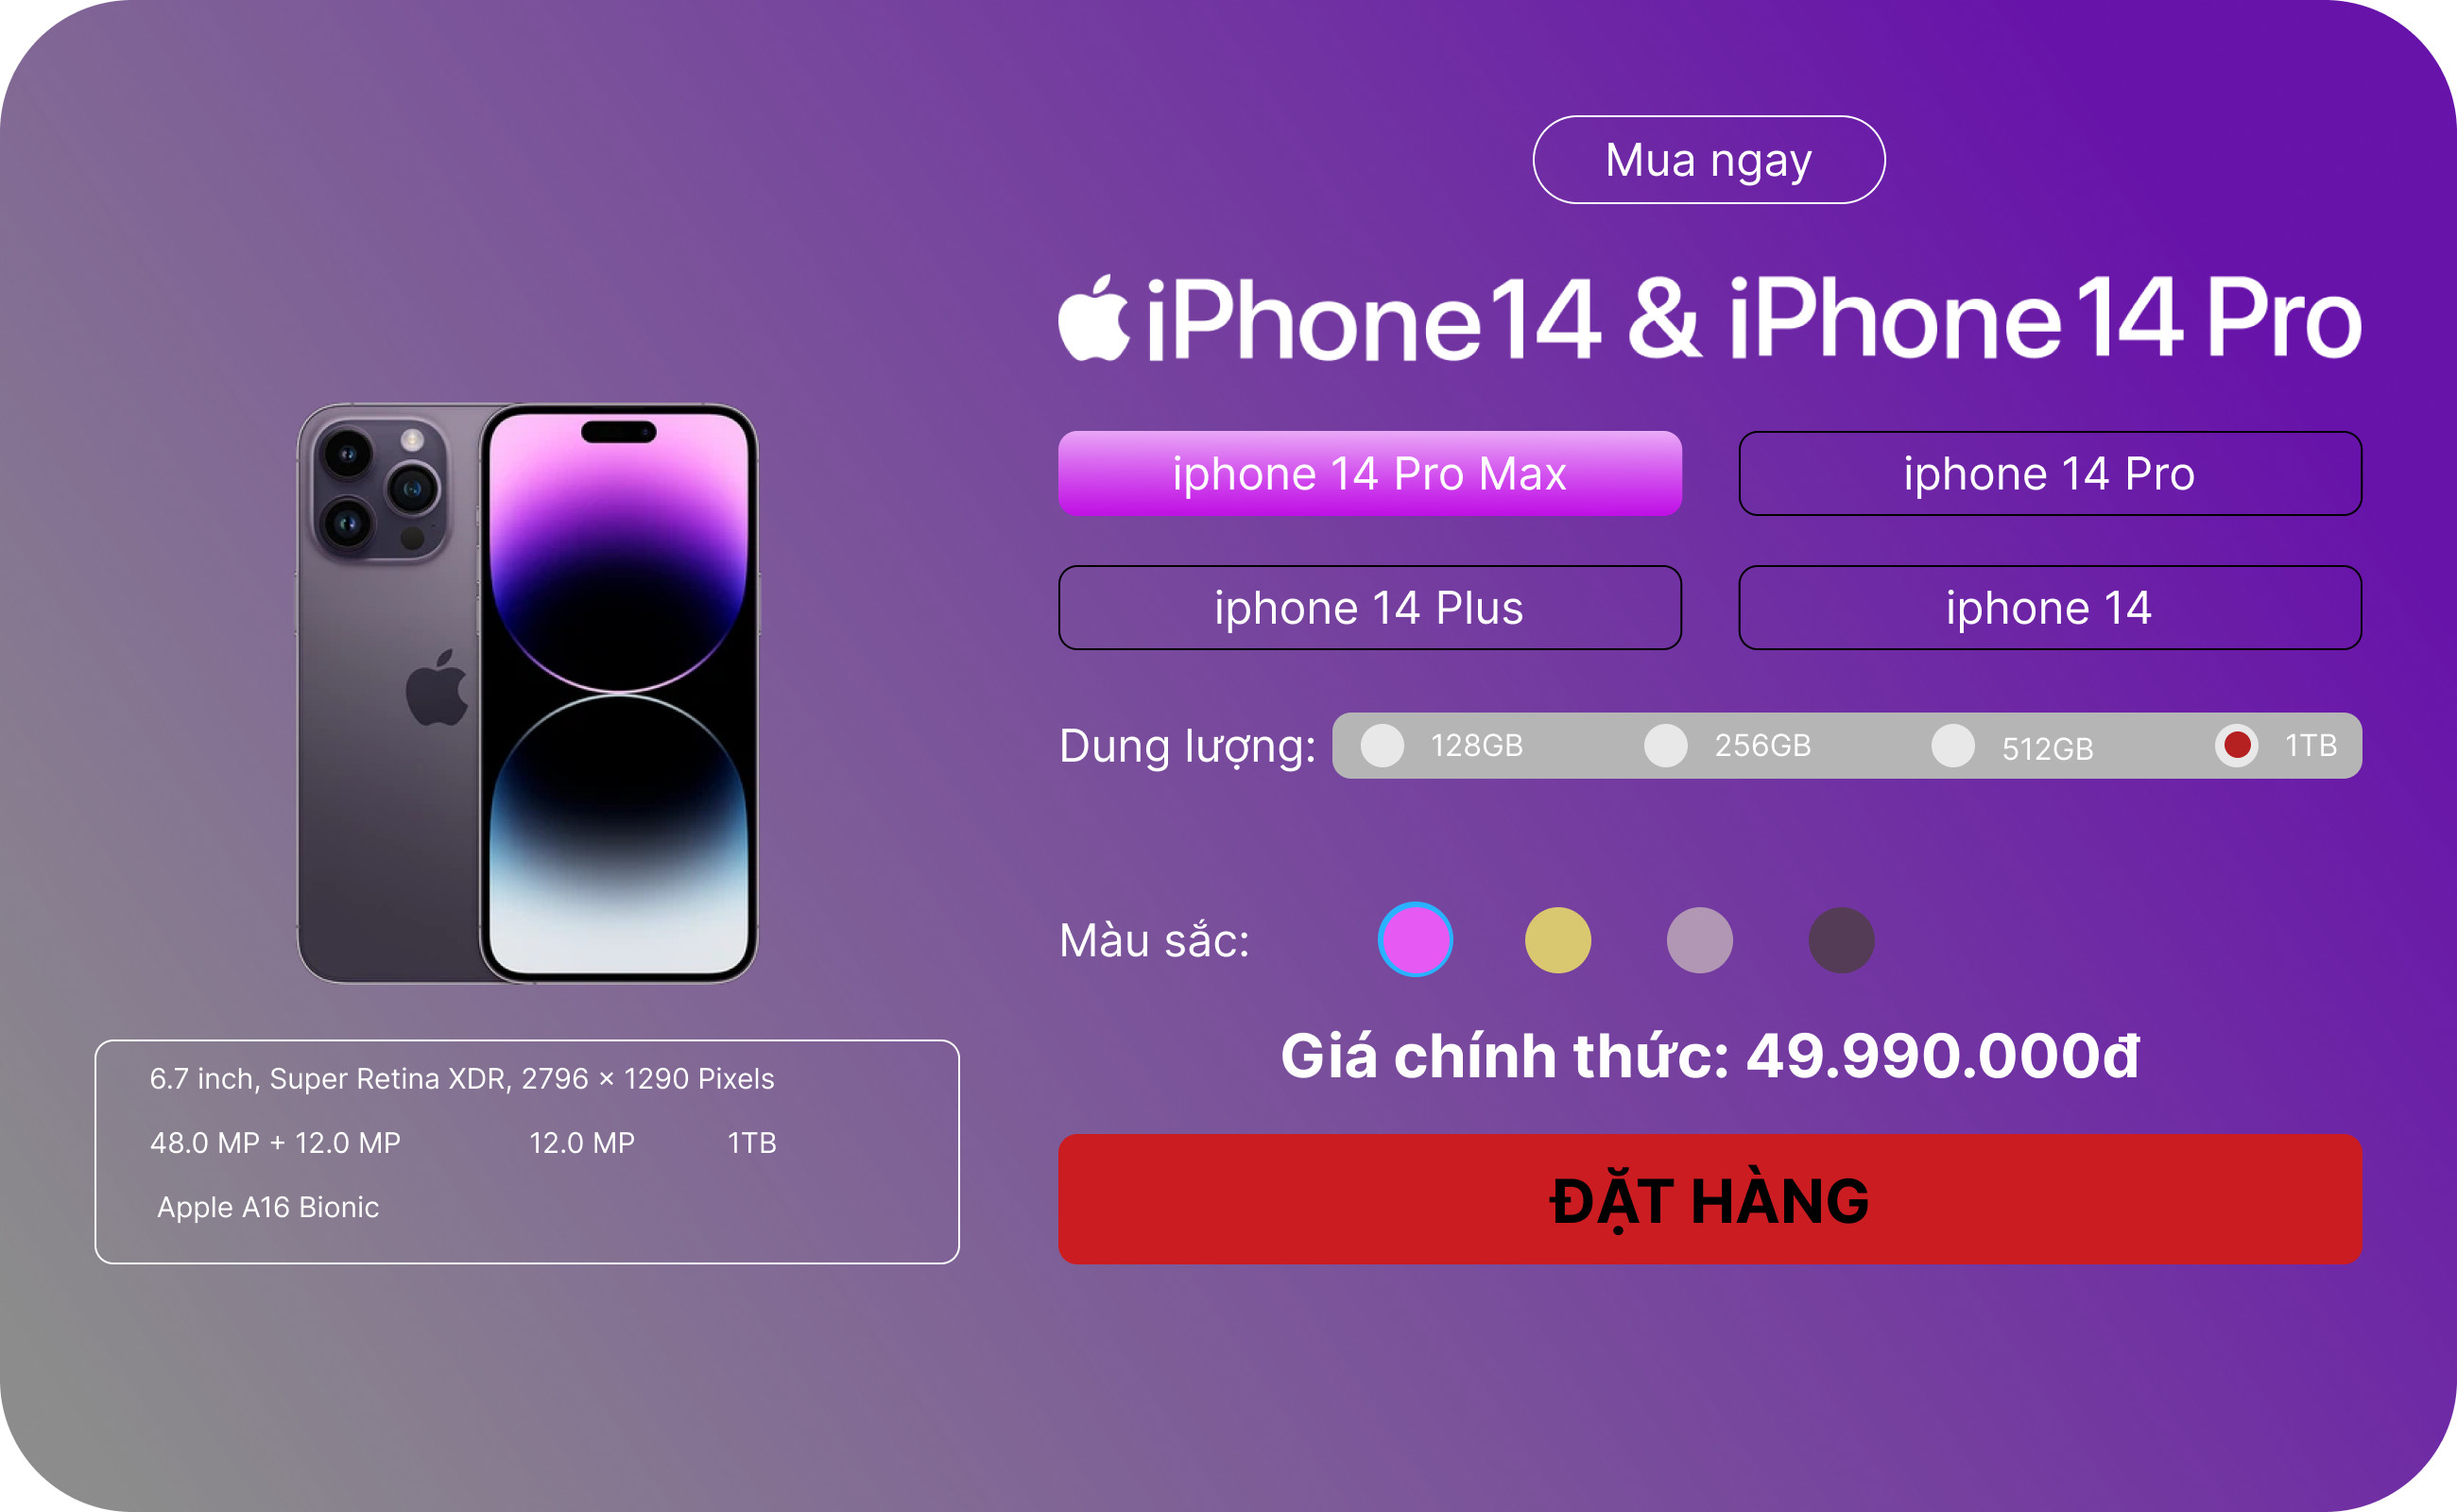 Mua ngay
iPhone 14 & iPhone 14 Pro
iphone 14 Pro Max
iphone 14 Pro
iphone 14 Plus
iphone 14
Dung lượng: 128GB 256GB 512GB 1TB
Màu sắc:
Giá chính thức: 49.990.000đ
ĐẶT HÀNG
6.7 inch, Super Retina XDR, 2796 × 1290 Pixels
48.0 MP + 12.0 MP 12.0 MP 1TB
Apple A16 Bionic